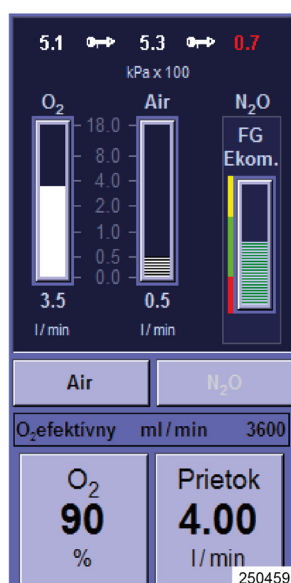 5.1 5.3 0.7
kPa x 100
O₂ Air N₂O
18.0
8.0
4.0
2.0
1.0
0.5
0.0
FG
Ekom.
3.5 0.5
l/min l/min
Air N₂O
O₂efektívny ml/min 3600
O₂ Prietok
90 4.00
% l/min
250459